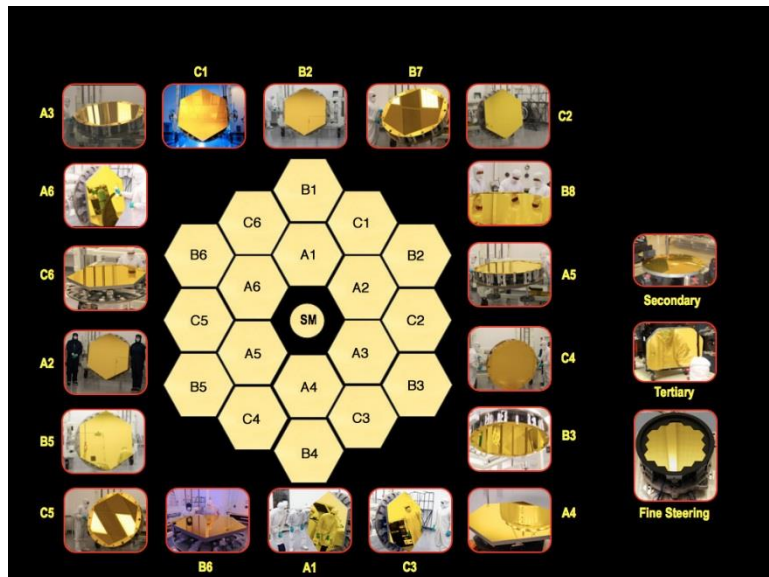 C1 B2 B7
A3 C2
A6 B8
C6 A5
A2 C4
B5 B3
C5 A4
B6 A1 C3
B1
C6 C1
B6 A1 B2
A6 A2
C5 SM C2
A5 A3
B5 A4 B3
C4 C3
B4
Secondary
Tertiary
Fine Steering